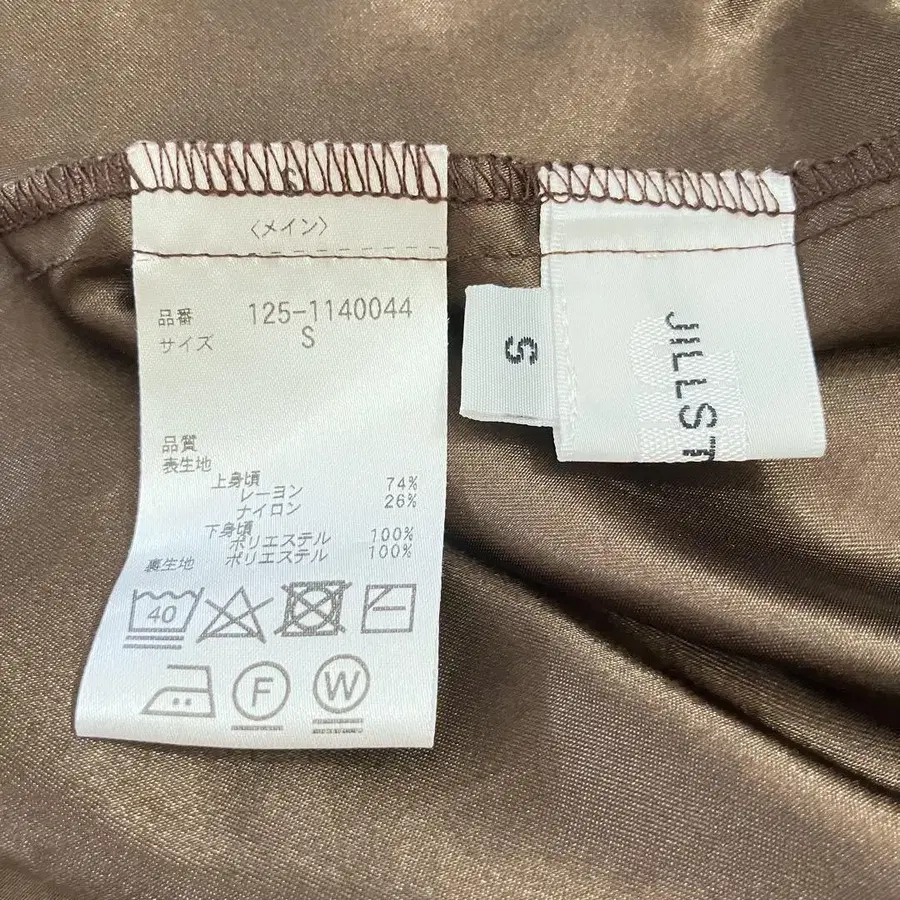 〈メイン〉
品番 125-1140044
サイズ S
品質
表生地
上身頃
レーヨン 74%
ナイロン 26%
下身頃
ポリエステル 100%
裏生地 ポリエステル 100%
40
F
W
S
JILLST